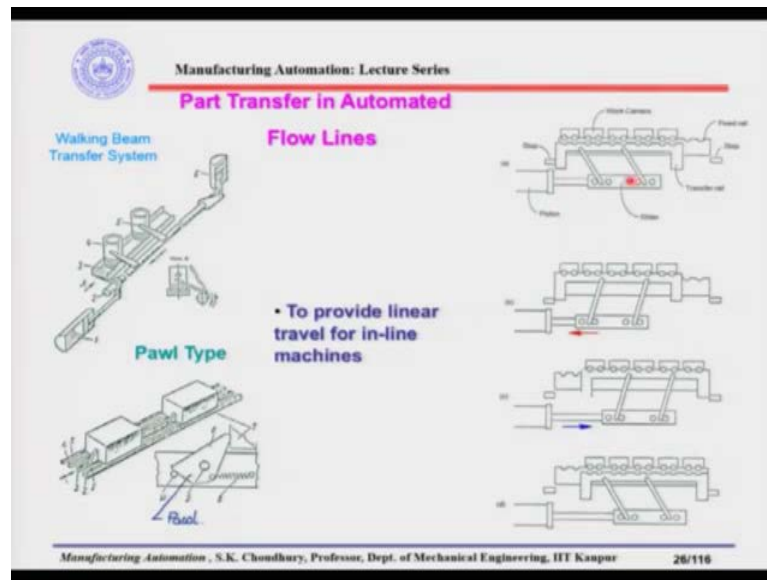 Manufacturing Automation: Lecture Series
Part Transfer in Automated
Flow Lines
Walking Beam
Transfer System
• To provide linear
travel for in-line
machines
Pawl Type
Pawl
Work Carriers
Fixed rail
Stop
Stop
Transfer rail
Piston
Slider
(a)
(b)
(c)
(d)
Manufacturing Automation, S.K. Choudhury, Professor, Dept. of Mechanical Engineering, IIT Kanpur
26/116